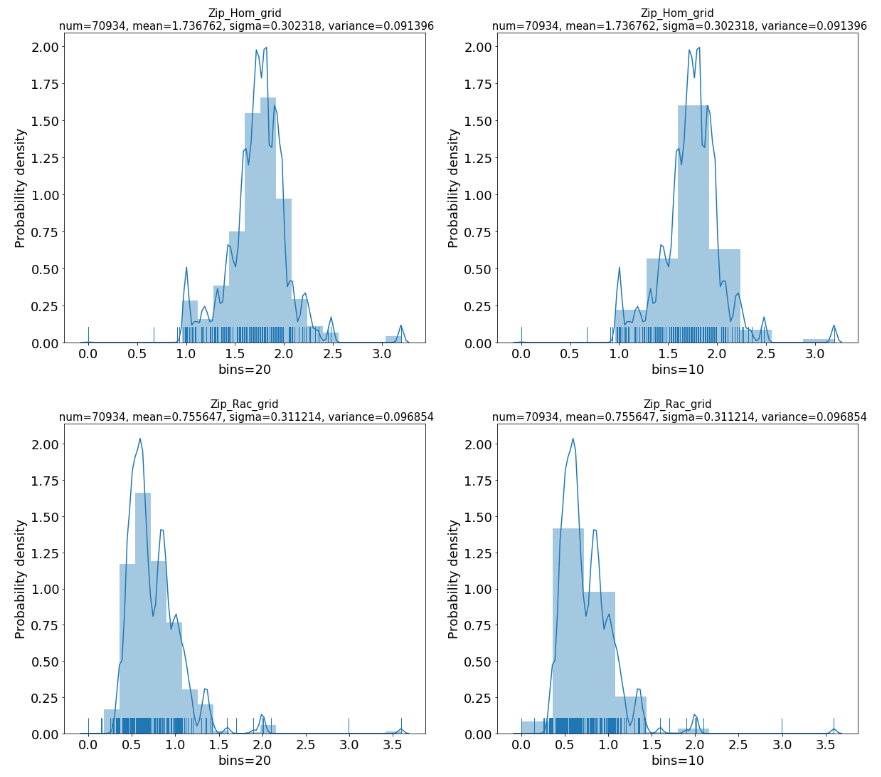 Zip_Hom_grid
num=70934, mean=1.736762, sigma=0.302318, variance=0.091396
2.00
1.75
1.50
1.25
1.00
0.75
0.50
0.25
0.00
Probability density
0.0 0.5 1.0 1.5 2.0 2.5 3.0
bins=20
Zip_Hom_grid
num=70934, mean=1.736762, sigma=0.302318, variance=0.091396
2.00
1.75
1.50
1.25
1.00
0.75
0.50
0.25
0.00
Probability density
0.0 0.5 1.0 1.5 2.0 2.5 3.0
bins=10
Zip_Rac_grid
num=70934, mean=0.755647, sigma=0.311214, variance=0.096854
2.00
1.75
1.50
1.25
1.00
0.75
0.50
0.25
0.00
Probability density
0.0 0.5 1.0 1.5 2.0 2.5 3.0 3.5
bins=20
Zip_Rac_grid
num=70934, mean=0.755647, sigma=0.311214, variance=0.096854
2.00
1.75
1.50
1.25
1.00
0.75
0.50
0.25
0.00
Probability density
0.0 0.5 1.0 1.5 2.0 2.5 3.0 3.5
bins=10